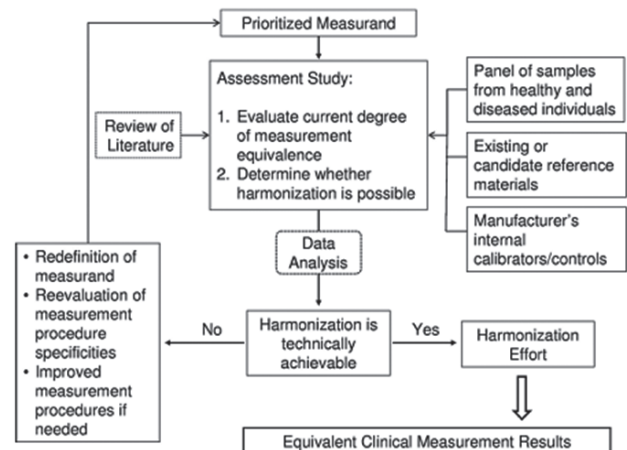 Prioritized Measurand
Assessment Study:
1. Evaluate current degree
of measurement
equivalence
2. Determine whether
harmonization is possible
Review of
Literature
Panel of samples
from healthy and
diseased individuals
Existing or
candidate reference
materials
Manufacturer's
internal
calibrators/controls
Data
Analysis
• Redefinition of
measurand
• Reevaluation of
measurement
procedure
specificities
• Improved
measurement
procedures if
needed
No
Harmonization is
technically
achievable
Yes
Harmonization
Effort
Equivalent Clinical Measurement Results